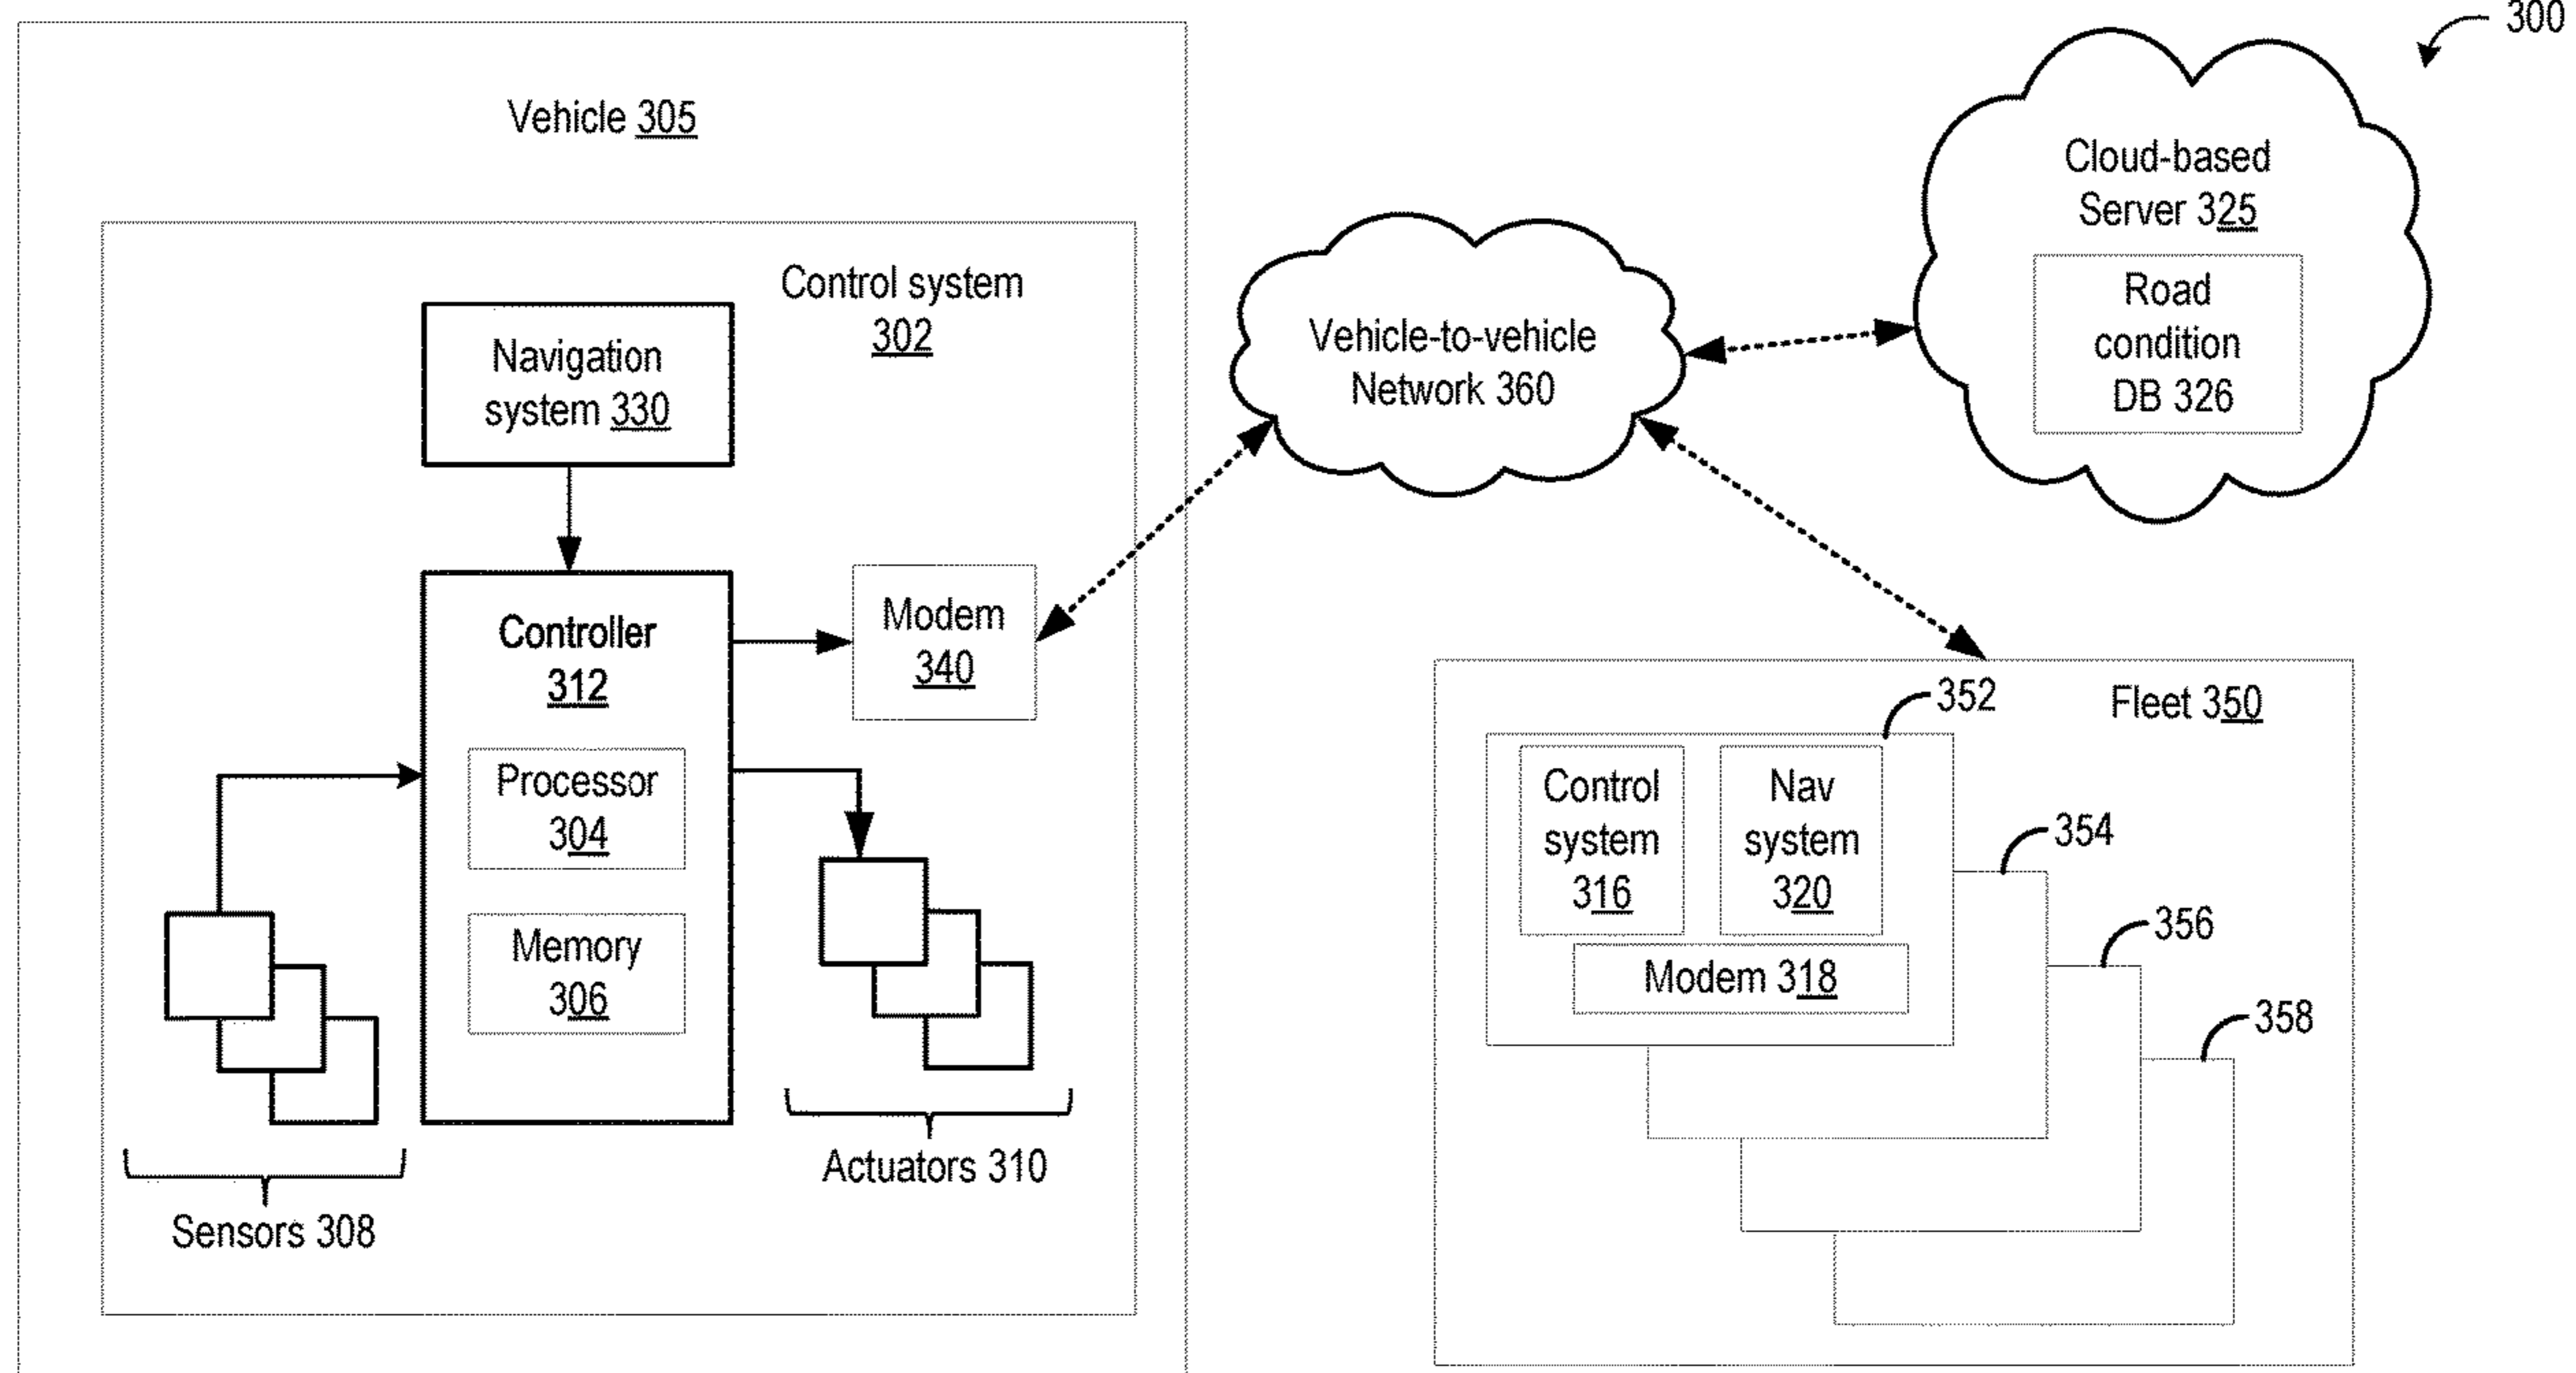 300
Vehicle 305
Control system
302
Navigation
system 330
Controller
312
Processor
304
Memory
306
Modem
340
Sensors 308
Actuators 310
Vehicle-to-vehicle
Network 360
Cloud-based
Server 325
Road
condition
DB 326
Fleet 350
352
Control
system
316
Nav
system
320
Modem 318
354
356
358